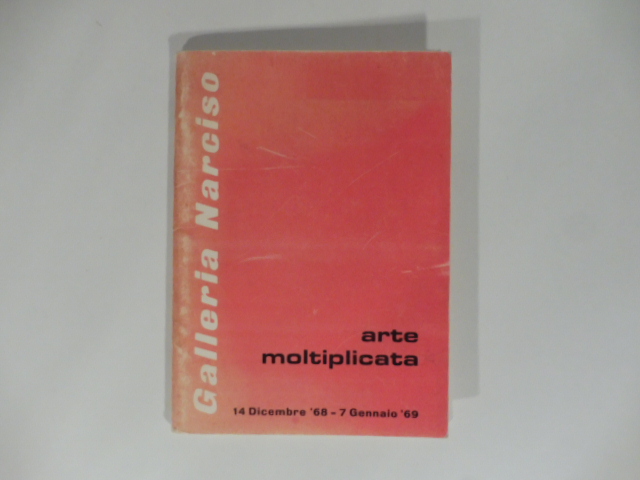 Galleria Narciso
arte
moltiplicata
14 Dicembre '68 - 7 Gennaio '69